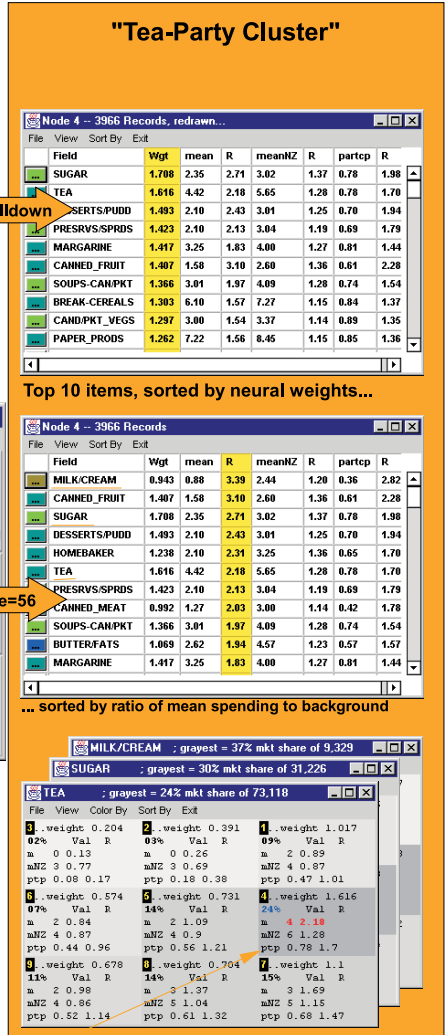 "Tea-Party Cluster"
Node 4 -- 3966 Records, redrawn...
File View Sort By Exit
Field Wgt mean R meanNZ R partcp R
... SUGAR 1.708 2.35 2.71 3.02 1.37 0.78 1.98
... TEA 1.616 4.42 2.18 5.65 1.28 0.78 1.70
lldown
SERTS/PUDD 1.493 2.10 2.43 3.01 1.25 0.70 1.94
... PRESRVS/SPRDS 1.423 2.10 2.13 3.04 1.19 0.69 1.79
... MARGARINE 1.417 3.25 1.83 4.00 1.27 0.81 1.44
... CANNED_FRUIT 1.407 1.58 3.10 2.60 1.36 0.61 2.28
... SOUPS-CAN/PKT 1.366 3.01 1.97 4.09 1.28 0.74 1.54
... BREAK-CEREALS 1.303 6.10 1.57 7.27 1.15 0.84 1.37
... CAND/PKT_VEGS 1.297 3.00 1.54 3.37 1.14 0.89 1.35
... PAPER_PRODS 1.262 7.22 1.56 8.45 1.15 0.85 1.36
Top 10 items, sorted by neural weights...
Node 4 -- 3966 Records
File View Sort By Exit
Field Wgt mean R meanNZ R partcp R
... MILK/CREAM 0.943 0.88 3.39 2.44 1.20 0.36 2.82
... CANNED_FRUIT 1.407 1.58 3.10 2.60 1.36 0.61 2.28
... SUGAR 1.708 2.35 2.71 3.02 1.37 0.78 1.98
... DESSERTS/PUDD 1.493 2.10 2.43 3.01 1.25 0.70 1.94
... HOMEBAKER 1.238 2.10 2.31 3.25 1.36 0.65 1.70
... TEA 1.616 4.42 2.18 5.65 1.28 0.78 1.70
PRESRVS/SPRDS 1.423 2.10 2.13 3.04 1.19 0.69 1.79
e=56
CANNED_MEAT 0.992 1.27 2.03 3.00 1.14 0.42 1.78
... SOUPS-CAN/PKT 1.366 3.01 1.97 4.09 1.28 0.74 1.54
... BUTTER/FATS 1.069 2.62 1.94 4.57 1.23 0.57 1.57
... MARGARINE 1.417 3.25 1.83 4.00 1.27 0.81 1.44
... sorted by ratio of mean spending to background
MILK/CREAM ; grayest = 37% mkt share of 9,329
SUGAR ; grayest = 30% mkt share of 31,226
TEA ; grayest = 24% mkt share of 73,118
File View Color By Sort By Exit
3..weight 0.204 2..weight 0.391 1..weight 1.017
02% Val R 03% Val R 09% Val R
m 0 0.13 m 0 0.26 m 2 0.89
mNZ 3 0.77 mNZ 3 0.69 mNZ 4 0.87
ptp 0.08 0.17 ptp 0.18 0.38 ptp 0.47 1.01
6..weight 0.574 5..weight 0.731 4..weight 1.616
07% Val R 14% Val R 24% Val R
m 2 0.84 m 2 1.09 m 4 2.18
mNZ 4 0.87 mNZ 4 0.9 mNZ 6 1.28
ptp 0.44 0.96 ptp 0.56 1.21 ptp 0.78 1.7
9..weight 0.678 8..weight 0.704 7..weight 1.1
11% Val R 14% Val R 15% Val R
m 2 0.98 m 3 1.37 m 3 1.69
mNZ 4 0.86 mNZ 5 1.04 mNZ 5 1.15
ptp 0.52 1.14 ptp 0.61 1.32 ptp 0.68 1.47